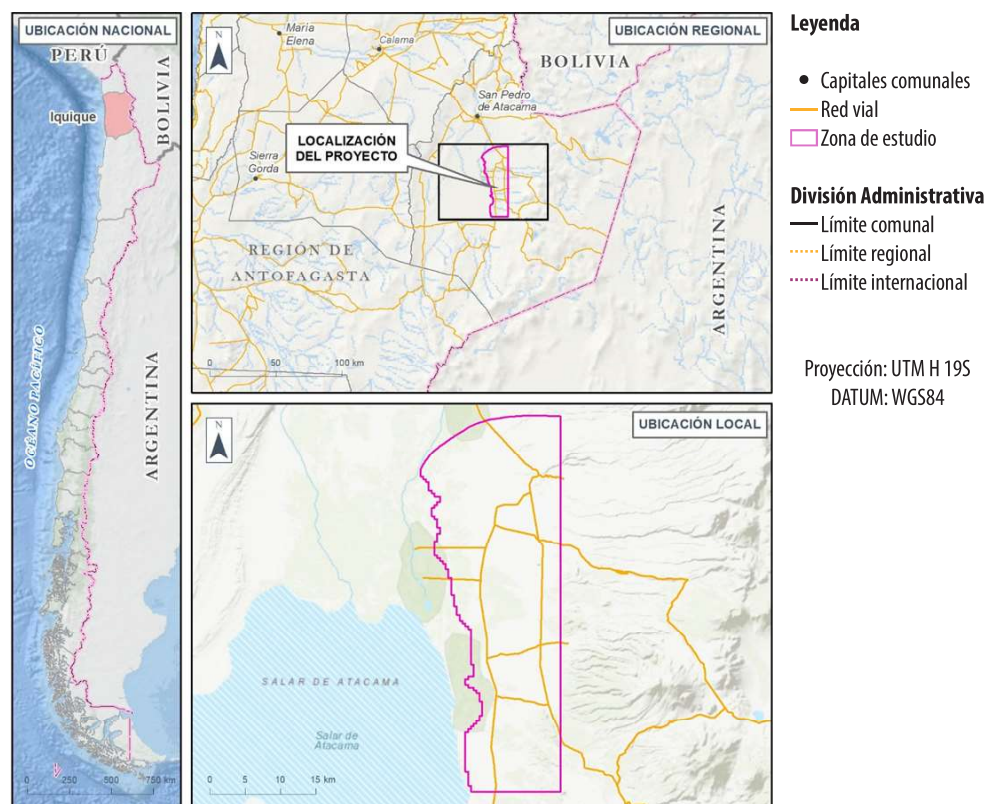 UBICACIÓN NACIONAL
PERÚ
BOLIVIA
Iquique
OCÉANO PACÍFICO
ARGENTINA
0 250 500 750 km
UBICACIÓN REGIONAL
N
María
Elena
Calama
BOLIVIA
San Pedro
de Atacama
LOCALIZACIÓN
DEL PROYECTO
Sierra
Gorda
REGIÓN DE
ANTOFAGASTA
ARGENTINA
0 50 100 km
UBICACIÓN LOCAL
N
SALAR DE ATACAMA
Salar de
Atacama
0 5 10 15 km
Leyenda
Capitales comunales
Red vial
Zona de estudio
División Administrativa
Límite comunal
Límite regional
Límite internacional
Proyección: UTM H 19S
DATUM: WGS84